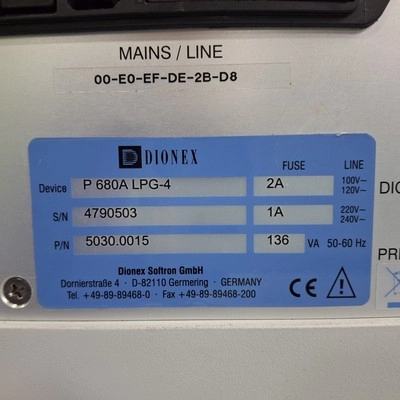 MAINS / LINE
00-E0-EF-DE-2B-D8
DIONEX FUSE LINE
Device P 680A LPG-4 2A 100V~ 120V~
S/N 4790503 1A 220V~ 240V~
P/N 5030.0015 136 VA 50-60 Hz
Dionex Softron GmbH
Dornierstraße 4 · D-82110 Germering · GERMANY
Tel. +49-89-89468-0 · Fax +49-89-89468-200
CE
DIO
PRE